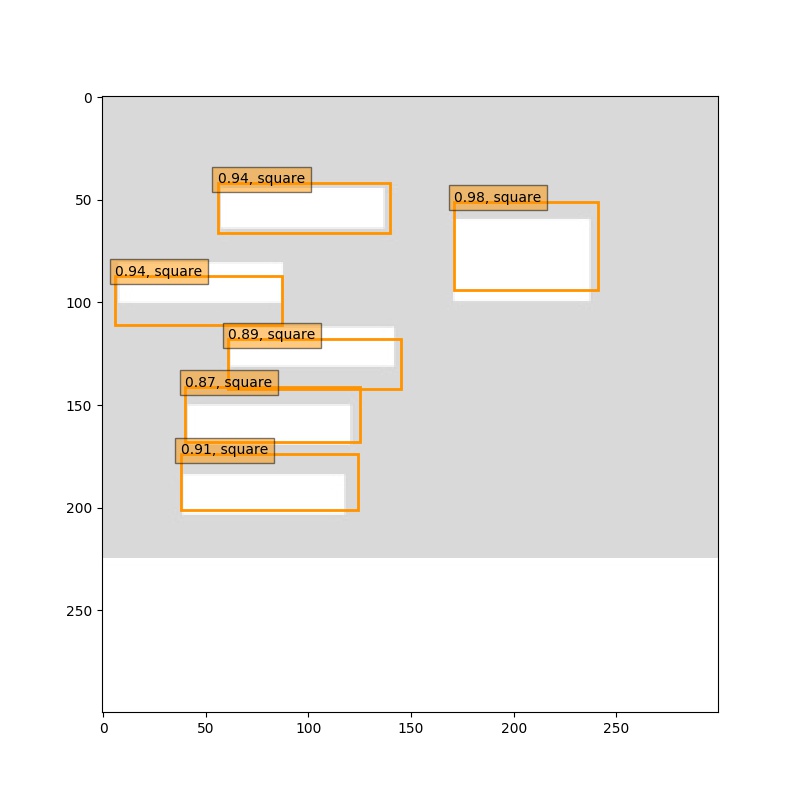 0
0.94, square
50
0.98, square
0.94, square
100
0.89, square
0.87, square
150
0.91, square
200
250
0 50 100 150 200 250